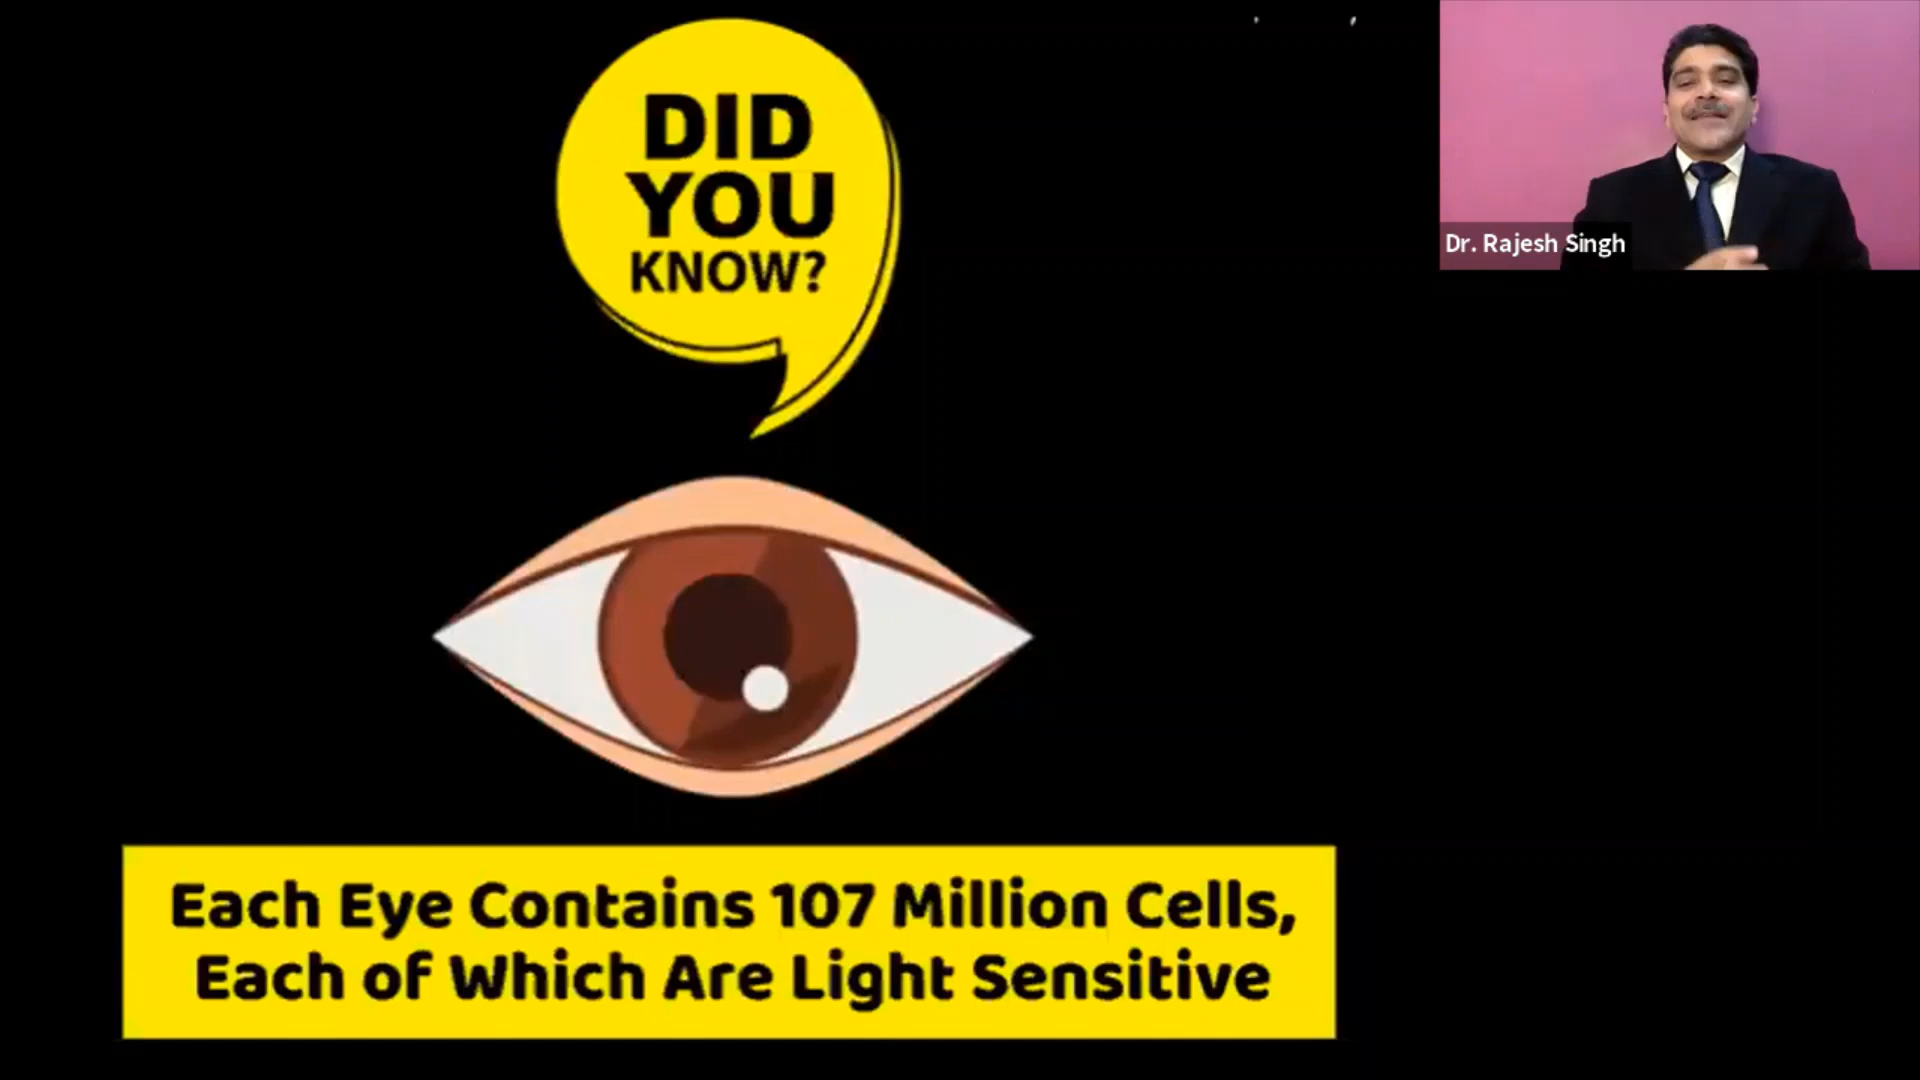 DID
YOU
KNOW?
Dr. Rajesh Singh
Each Eye Contains 107 Million Cells,
Each of Which Are Light Sensitive